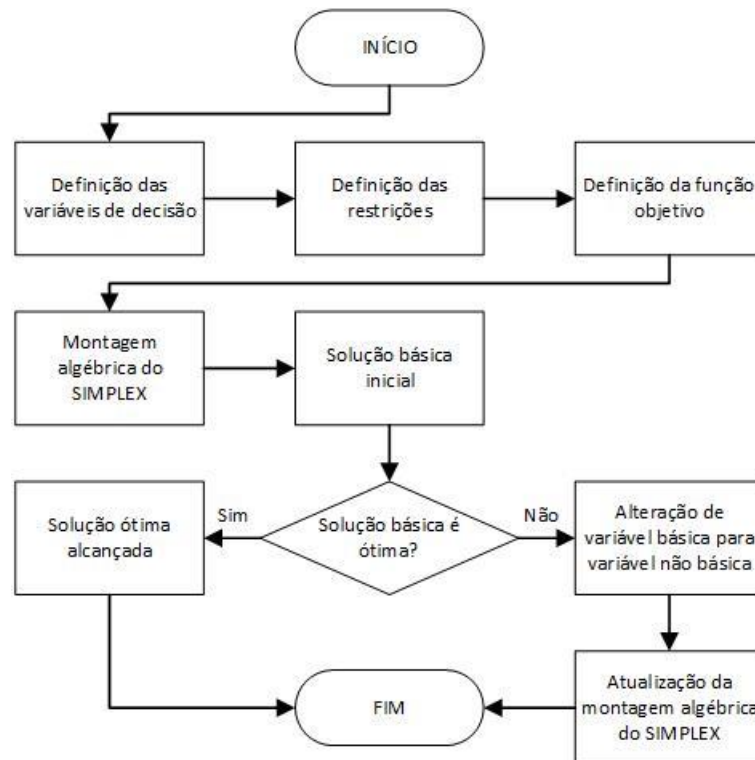 INÍCIO
Definição das
variáveis de decisão
Definição das
restrições
Definição da função
objetivo
Montagem
algébrica do
SIMPLEX
Solução básica
inicial
Solução ótima
alcançada
Sim
Solução básica é
ótima?
Não
Alteração de
variável básica para
variável não básica
FIM
Atualização da
montagem algébrica
do SIMPLEX